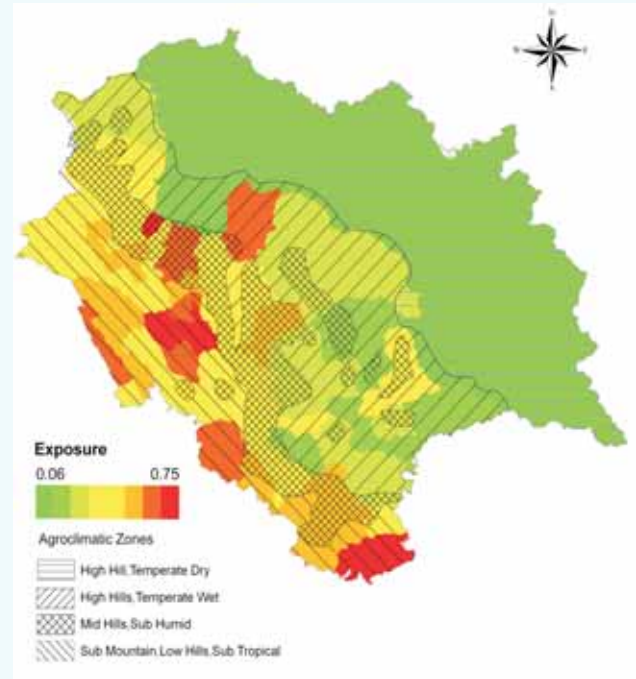 N
W E
S
Exposure
0.06 0.75
Agroclimatic Zones
High Hill,Temperate Dry
High Hills,Temperate Wet
Mid Hills,Sub Humid
Sub Mountain,Low Hills,Sub Tropical